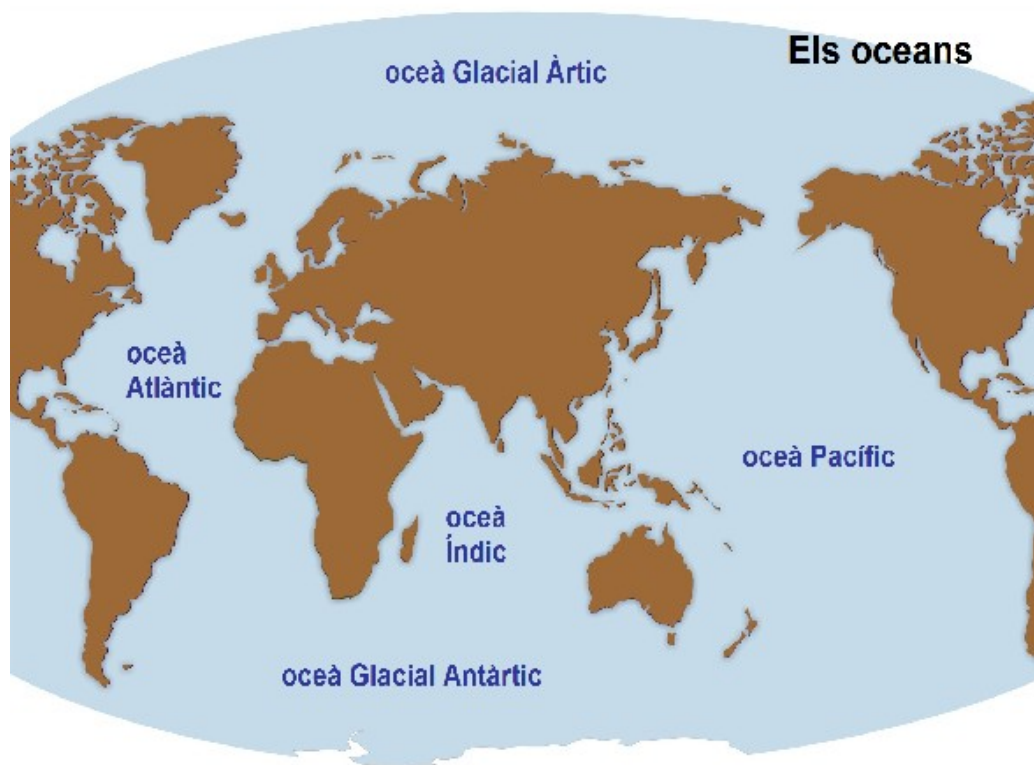 Els oceans
oceà Glacial Àrtic
oceà
Atlàntic
oceà Pacífic
oceà
Índic
oceà Glacial Antàrtic